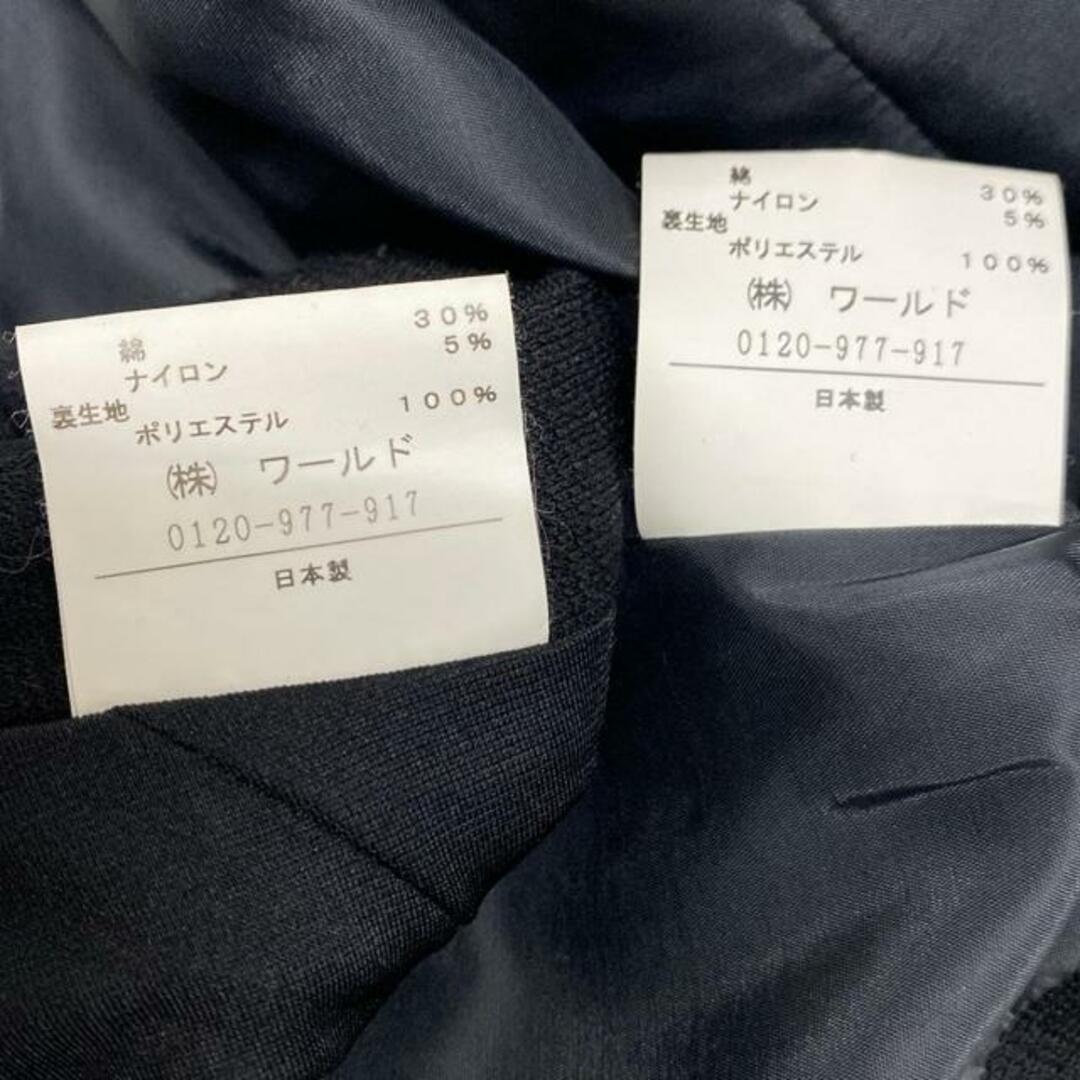 綿 30%
ナイロン 5%
裏生地
ポリエステル 100%
㈱ ワールド
0120-977-917
日本製
綿 30%
ナイロン 5%
裏生地
ポリエステル 100%
㈱ ワールド
0120-977-917
日本製